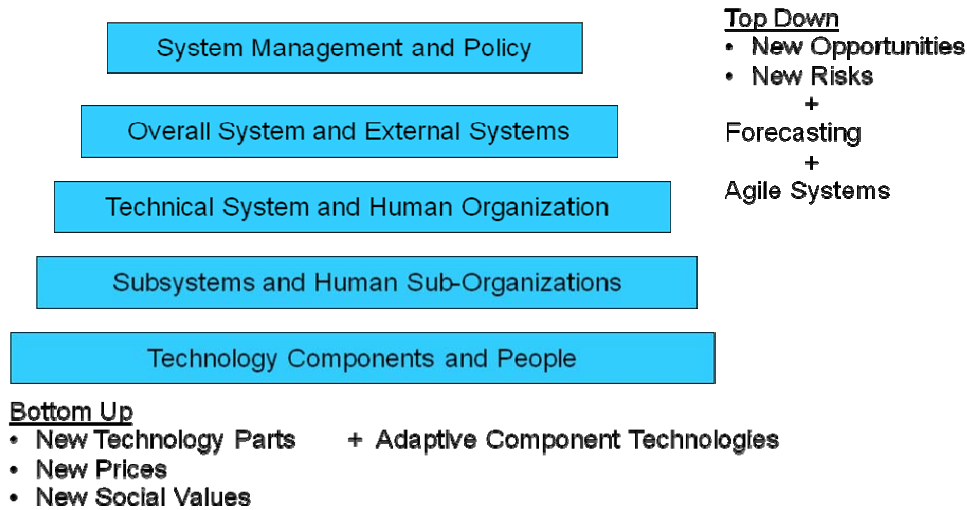 System Management and Policy
Overall System and External Systems
Technical System and Human Organization
Subsystems and Human Sub-Organizations
Technology Components and People
Top Down
• New Opportunities
• New Risks
+
Forecasting
+
Agile Systems
Bottom Up
• New Technology Parts + Adaptive Component Technologies
• New Prices
• New Social Values